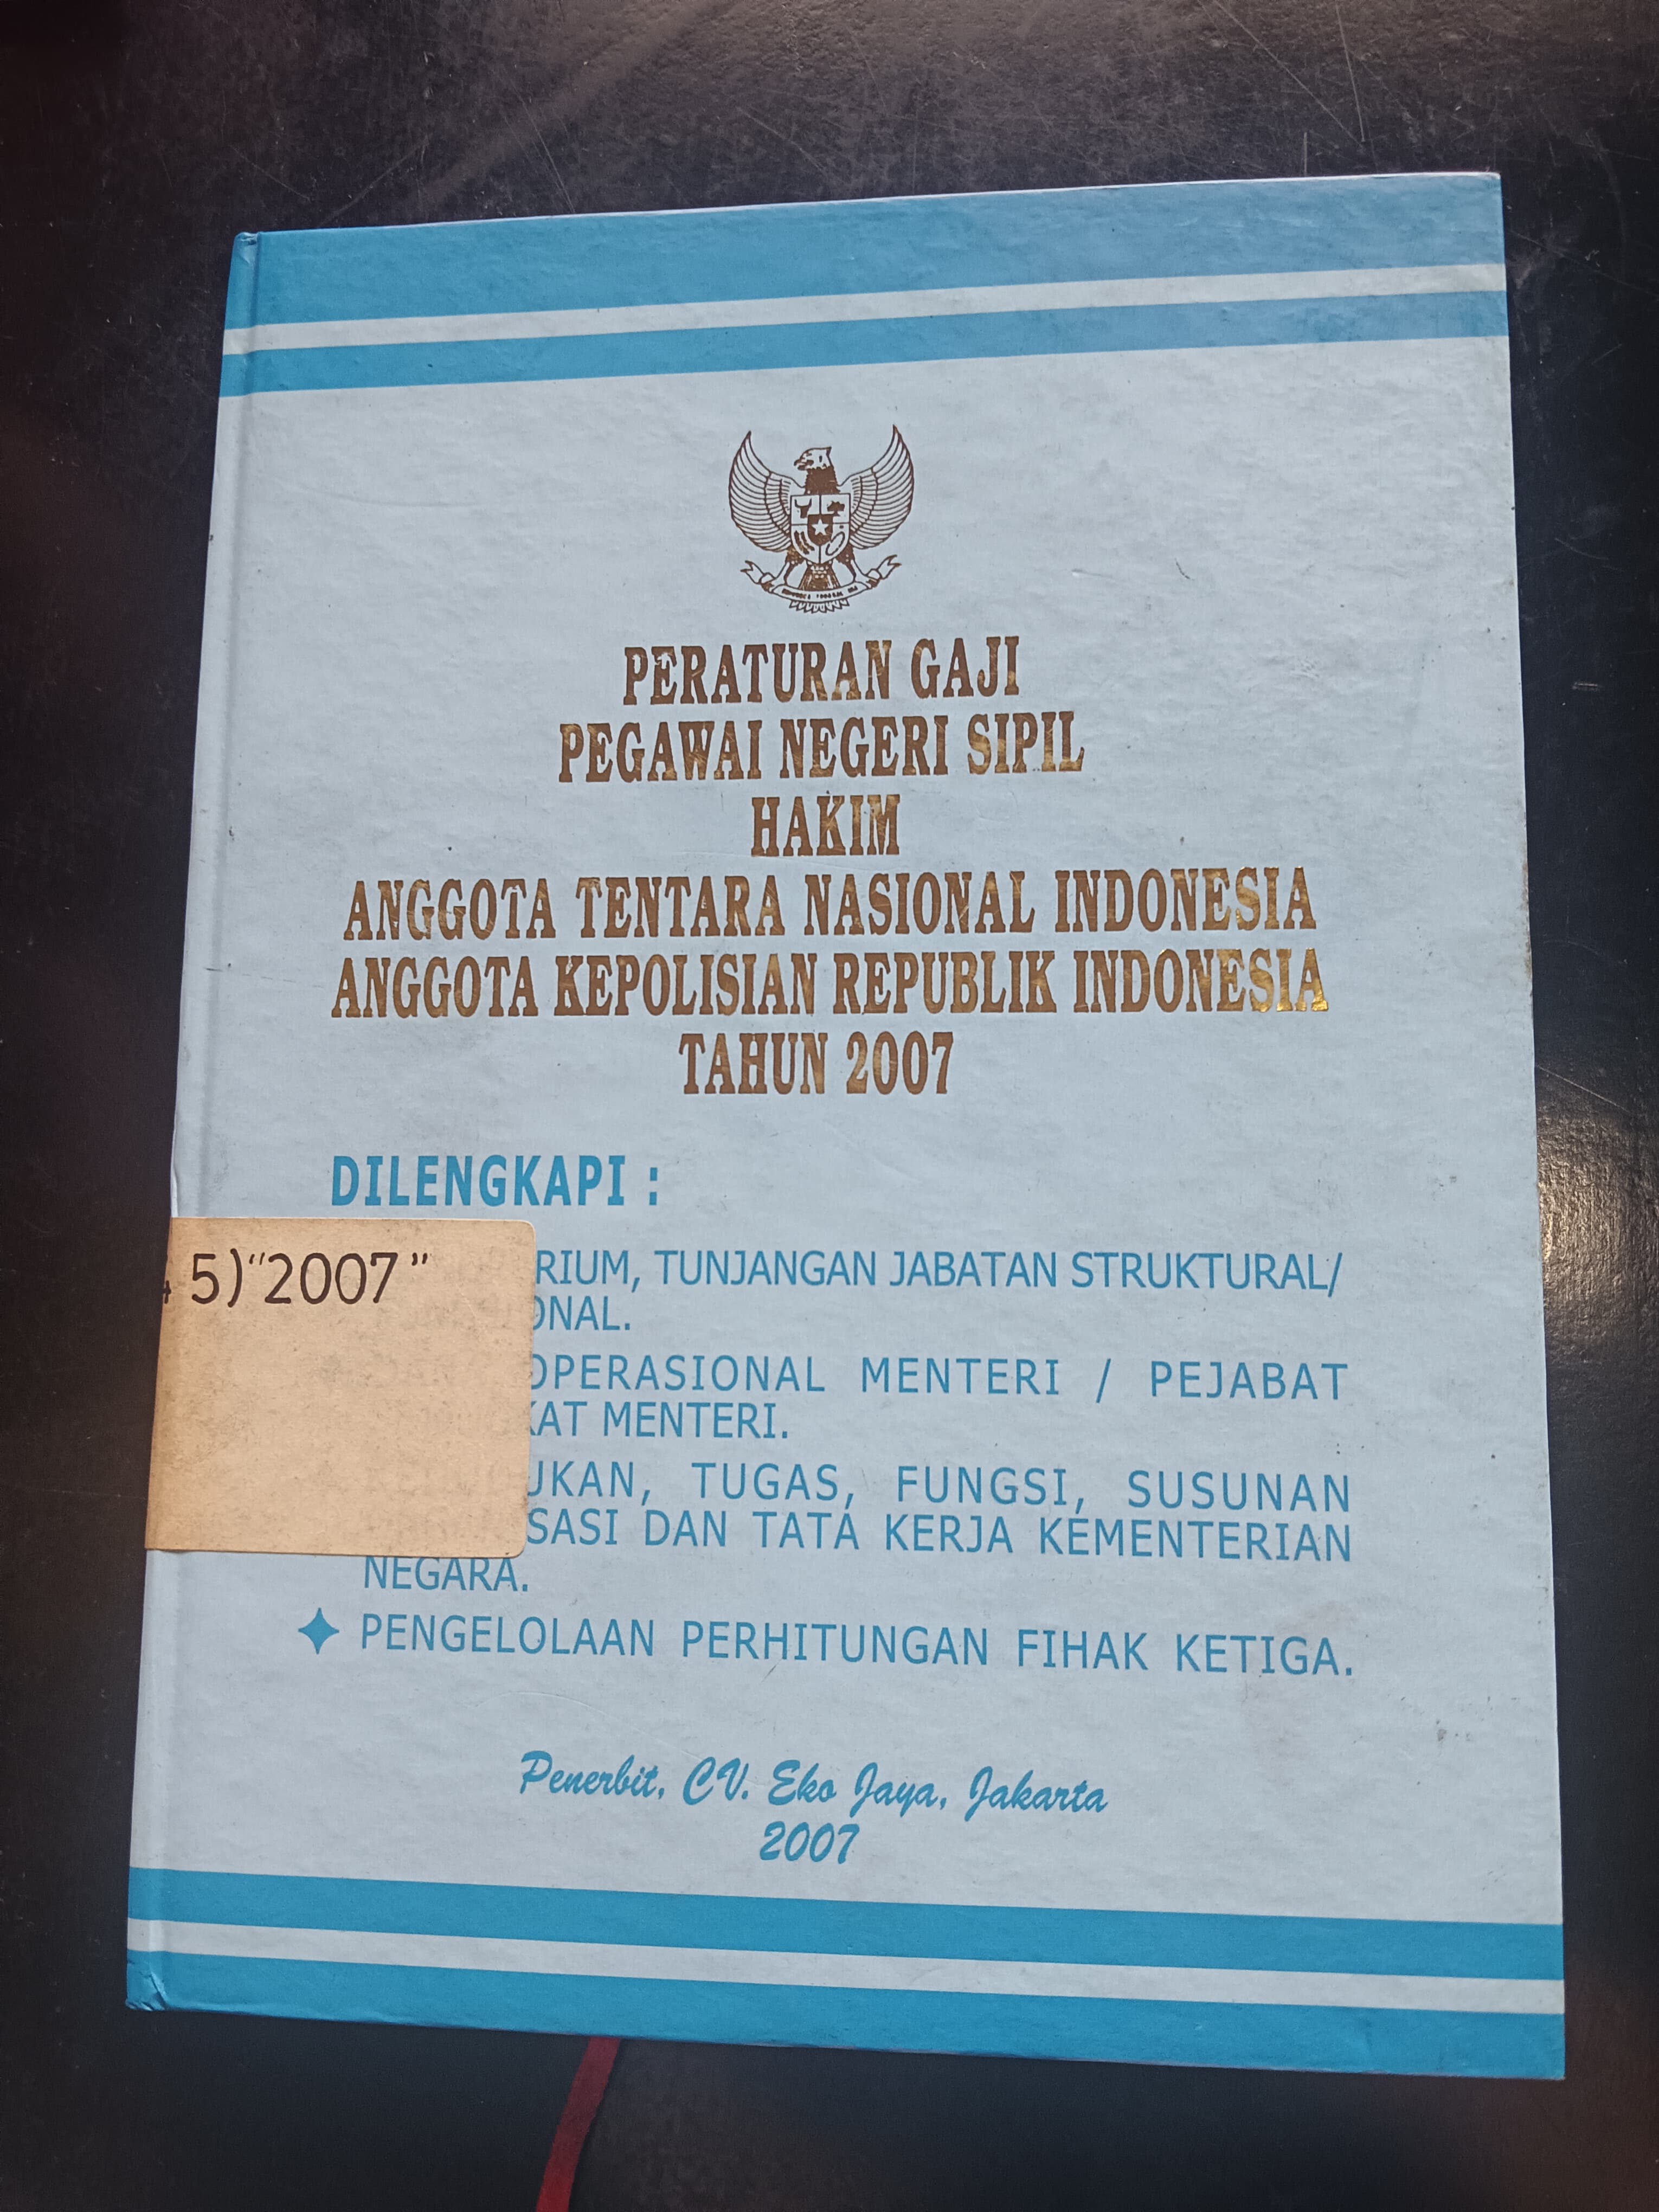 PERATURAN GAJI
PEGAWAI NEGERI SIPIL
HAKIM
ANGGOTA TENTARA NASIONAL INDONESIA
ANGGOTA KEPOLISIAN REPUBLIK INDONESIA
TAHUN 2007
DILENGKAPI :
5) "2007"
RIUM, TUNJANGAN JABATAN STRUKTURAL/
ONAL.
OPERASIONAL MENTERI / PEJABAT
KAT MENTERI.
UKAN, TUGAS, FUNGSI, SUSUNAN
SASI DAN TATA KERJA KEMENTERIAN
NEGARA.
PENGELOLAAN PERHITUNGAN FIHAK KETIGA.
Penerbit, CV. Eko Jaya, Jakarta
2007